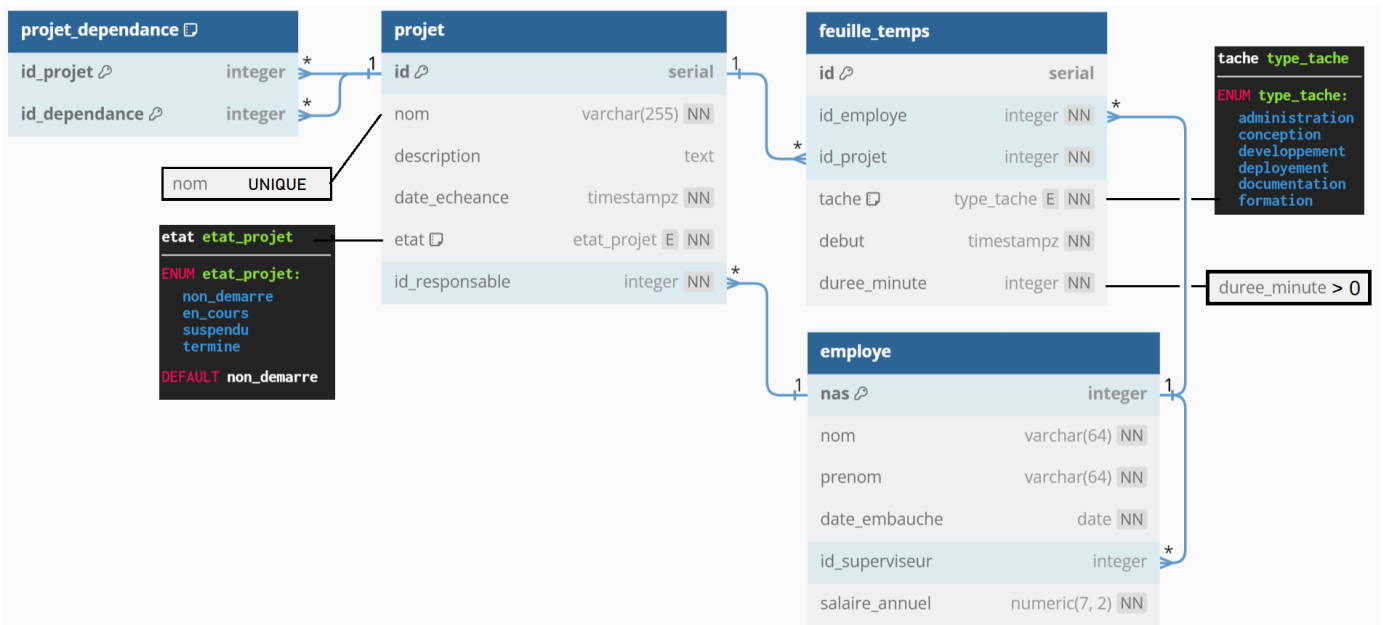 projet_dependance
id_projet integer
id_dependance integer
*
*
1
projet
id serial
nom varchar(255) NN
description text
date_echeance timestampz NN
etat etat_projet E NN
id_responsable integer NN
1
*
*
1
nom UNIQUE
etat etat_projet
ENUM etat_projet:
non_demarre
en_cours
suspendu
termine
DEFAULT non_demarre
feuille_temps
id serial
id_employe integer NN
id_projet integer NN
tache type_tache E NN
debut timestampz NN
duree_minute integer NN
*
tache type_tache
ENUM type_tache:
administration
conception
developpement
deployement
documentation
formation
duree_minute > 0
employe
nas integer
nom varchar(64) NN
prenom varchar(64) NN
date_embauche date NN
id_superviseur integer
salaire_annuel numeric(7, 2) NN
1
*